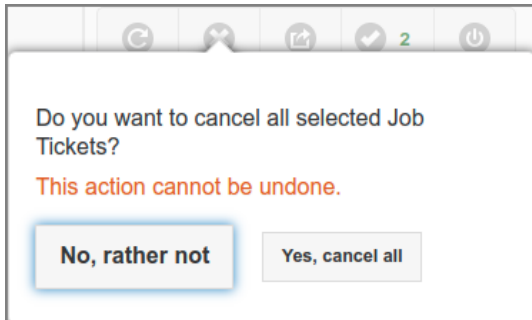 2
Do you want to cancel all selected Job
Tickets?
This action cannot be undone.
No, rather not
Yes, cancel all